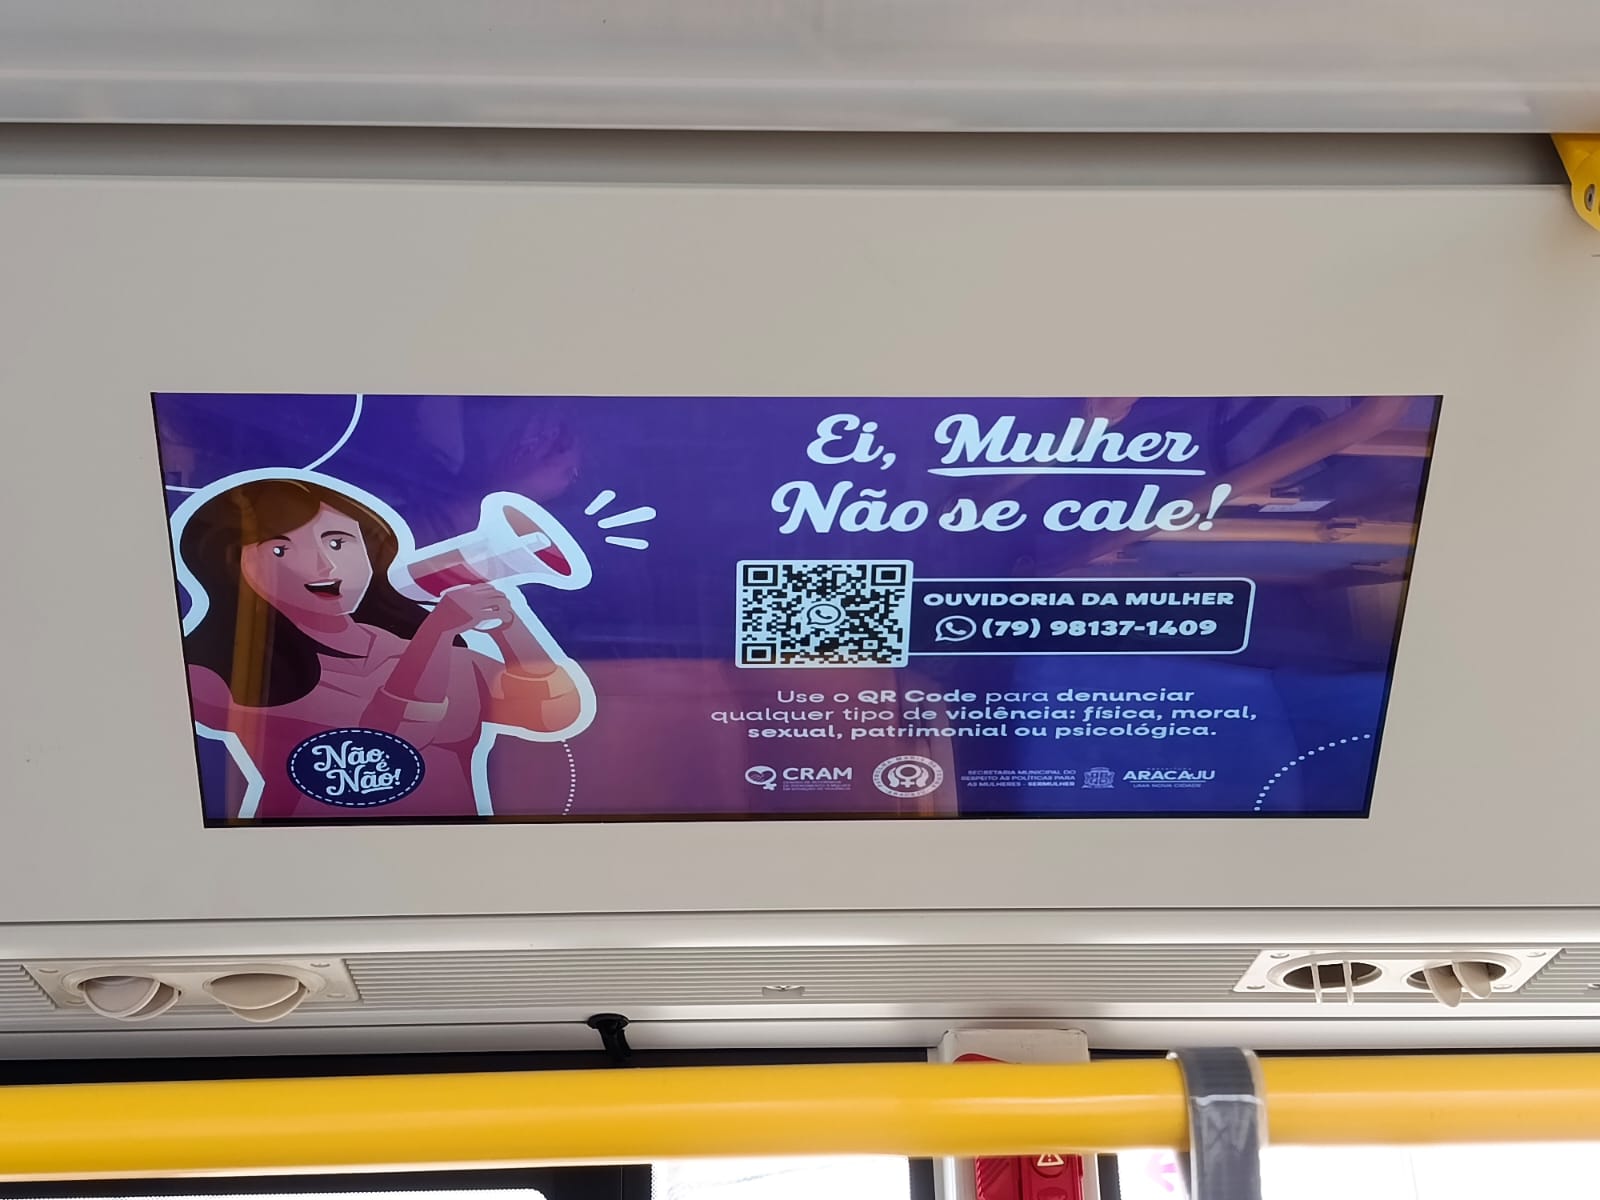 Ei, Mulher
Não se cale!
OUVIDORIA DA MULHER
(79) 98137-1409
Use o QR Code para denunciar
qualquer tipo de violência: física, moral,
sexual, patrimonial ou psicológica.
Não é
Não!
CRAM
SECRETARIA MUNICIPAL DO
RESPEITO ÀS POLÍTICAS PARA
AS MULHERES - SERMULHER
ARACAJU
UMA NOVA CIDADE